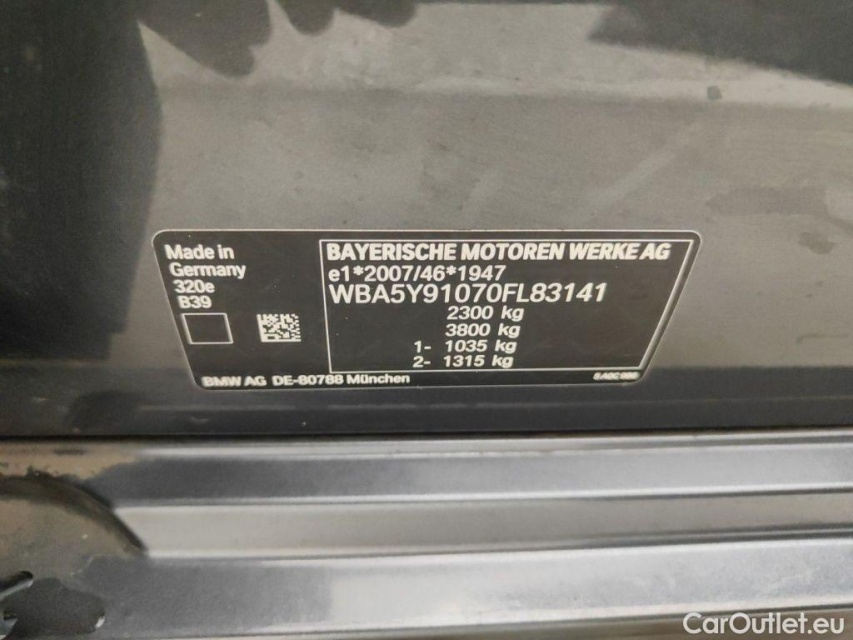 Made in
Germany
320e
B39
BAYERISCHE MOTOREN WERKE AG
e1*2007/46*1947
WBA5Y91070FL83141
2300 kg
3800 kg
1- 1035 kg
2- 1315 kg
BMW AG DE-80788 München
CarOutlet.eu